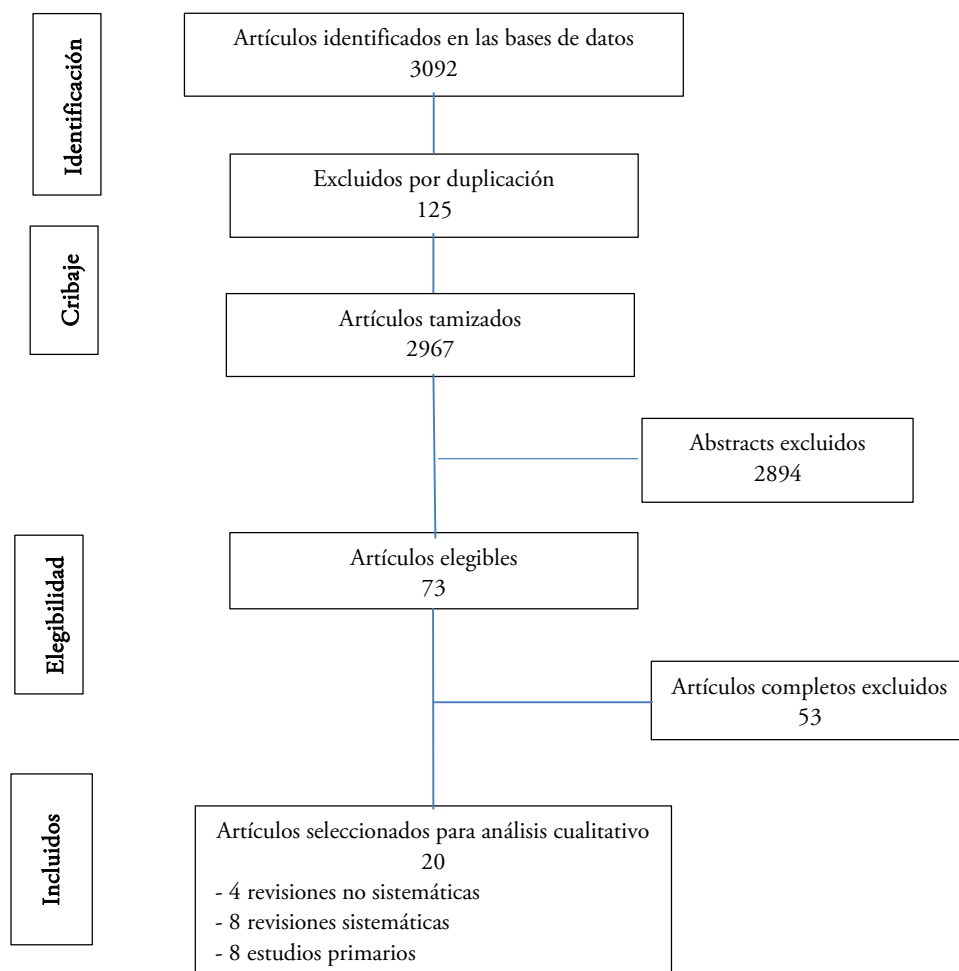 Identificación
Artículos identificados en las bases de datos
3092
Excluidos por duplicación
125
Cribaje
Artículos tamizados
2967
Abstracts excluidos
2894
Elegibilidad
Artículos elegibles
73
Artículos completos excluidos
53
Incluidos
Artículos seleccionados para análisis cualitativo
20
- 4 revisiones no sistemáticas
- 8 revisiones sistemáticas
- 8 estudios primarios